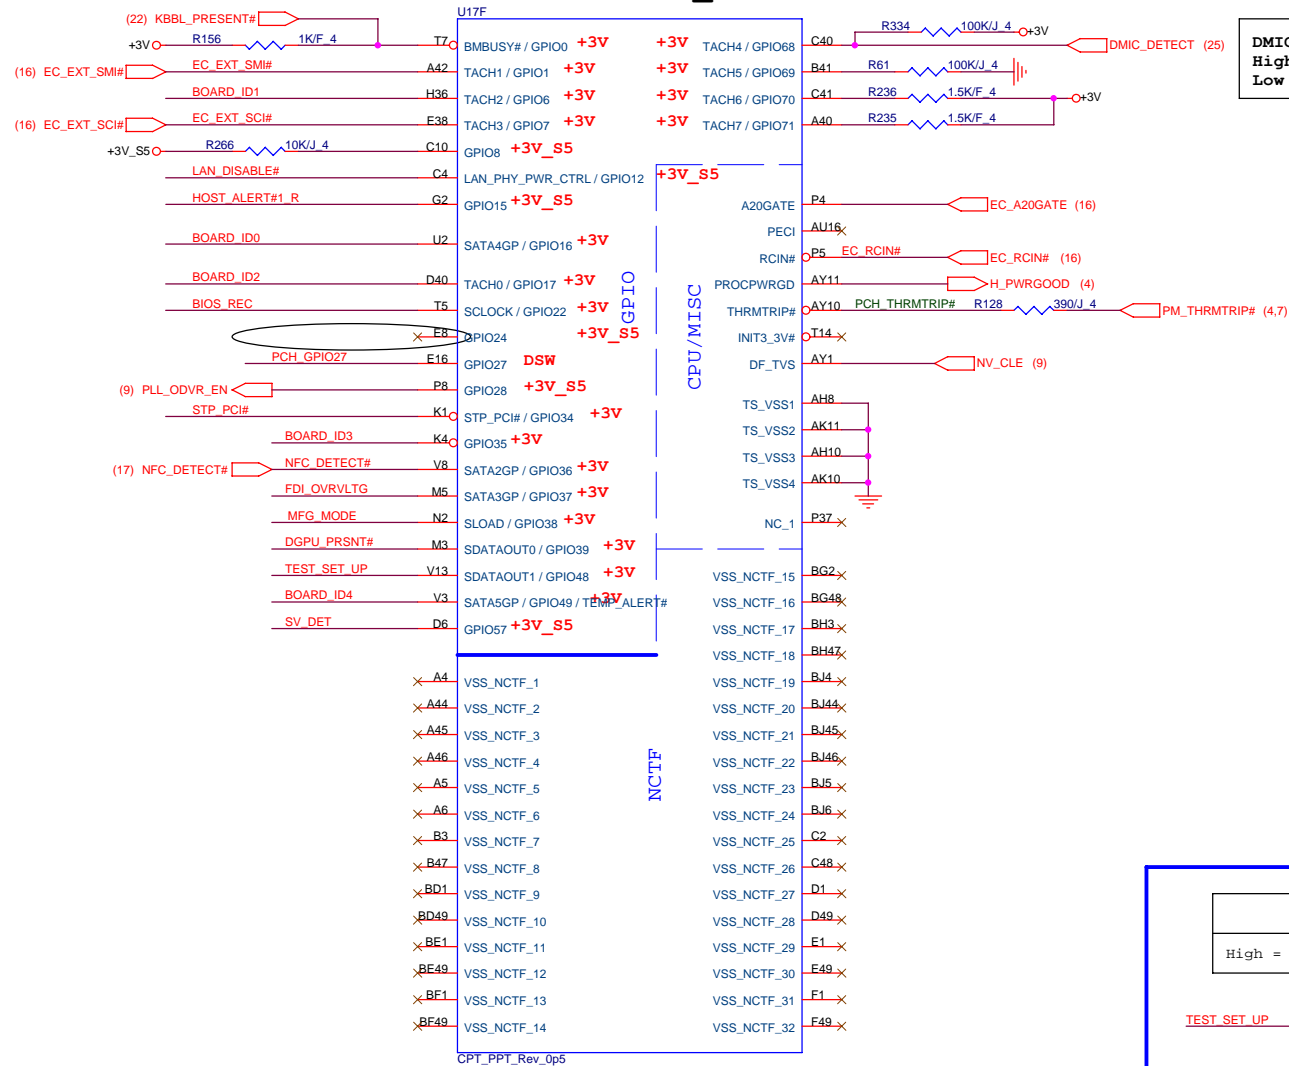 U17F
(22) KBBL_PRESENT#
+3V R156 1K/F_4 T7 BMBUSY# / GPIO0 +3V
(16) EC_EXT_SMI# EC_EXT_SMI# A42 TACH1 / GPIO1 +3V
BOARD_ID1 H36 TACH2 / GPIO6 +3V
(16) EC_EXT_SCI# EC_EXT_SCI# E38 TACH3 / GPIO7 +3V
+3V_S5 R266 10K/J_4 C10 GPIO8 +3V_S5
LAN_DISABLE# C4 LAN_PHY_PWR_CTRL / GPIO12 +3V_S5
HOST_ALERT#1_R G2 GPIO15 +3V_S5
BOARD_ID0 U2 SATA4GP / GPIO16 +3V
BOARD_ID2 D40 TACH0 / GPIO17 +3V
BIOS_REC T5 SCLOCK / GPIO22 +3V
E8 GPIO24 +3V_S5
PCH_GPIO27 E16 GPIO27 DSW
(9) PLL_ODVR_EN P8 GPIO28 +3V_S5
STP_PCI# K1 STP_PCI# / GPIO34 +3V
BOARD_ID3 K4 GPIO35 +3V
(17) NFC_DETECT# NFC_DETECT# V8 SATA2GP / GPIO36 +3V
FDI_OVRVLTG M5 SATA3GP / GPIO37 +3V
MFG_MODE N2 SLOAD / GPIO38 +3V
DGPU_PRSNT# M3 SDATAOUT0 / GPIO39 +3V
TEST_SET_UP V13 SDATAOUT1 / GPIO48 +3V
BOARD_ID4 V3 SATA5GP / GPIO49 / TEMP_ALERT# +3V
SV_DET D6 GPIO57 +3V_S5
A4 VSS_NCTF_1
A44 VSS_NCTF_2
A45 VSS_NCTF_3
A46 VSS_NCTF_4
A5 VSS_NCTF_5
A6 VSS_NCTF_6
B3 VSS_NCTF_7
B47 VSS_NCTF_8
BD1 VSS_NCTF_9
BD49 VSS_NCTF_10
BE1 VSS_NCTF_11
BE49 VSS_NCTF_12
BF1 VSS_NCTF_13
BF49 VSS_NCTF_14
GPIO
CPU/MISC
NCTF
+3V TACH4 / GPIO68 C40 R334 100K/J_4 +3V
DMIC_DETECT (25)
+3V TACH5 / GPIO69 B41 R61 100K/J_4
+3V TACH6 / GPIO70 C41 R236 1.5K/F_4 +3V
+3V TACH7 / GPIO71 A40 R235 1.5K/F_4
A20GATE P4 EC_A20GATE (16)
PECI AU16
RCIN# P5 EC_RCIN# EC_RCIN# (16)
PROCPWRGD AY11 H_PWRGOOD (4)
THRMTRIP# AY10 PCH_THRMTRIP# R128 390/J_4 PM_THRMTRIP# (4,7)
INIT3_3V# T14
DF_TVS AY1 NV_CLE (9)
TS_VSS1 AH8
TS_VSS2 AK11
TS_VSS3 AH10
TS_VSS4 AK10
NC_1 P37
VSS_NCTF_15 BG2
VSS_NCTF_16 BG48
VSS_NCTF_17 BH3
VSS_NCTF_18 BH47
VSS_NCTF_19 BJ4
VSS_NCTF_20 BJ44
VSS_NCTF_21 BJ45
VSS_NCTF_22 BJ46
VSS_NCTF_23 BJ5
VSS_NCTF_24 BJ6
VSS_NCTF_25 C2
VSS_NCTF_26 C48
VSS_NCTF_27 D1
VSS_NCTF_28 D49
VSS_NCTF_29 E1
VSS_NCTF_30 E49
VSS_NCTF_31 F1
VSS_NCTF_32 F49
CPT_PPT_Rev_0p5
DMIC
High
Low
High =
TEST_SET_UP